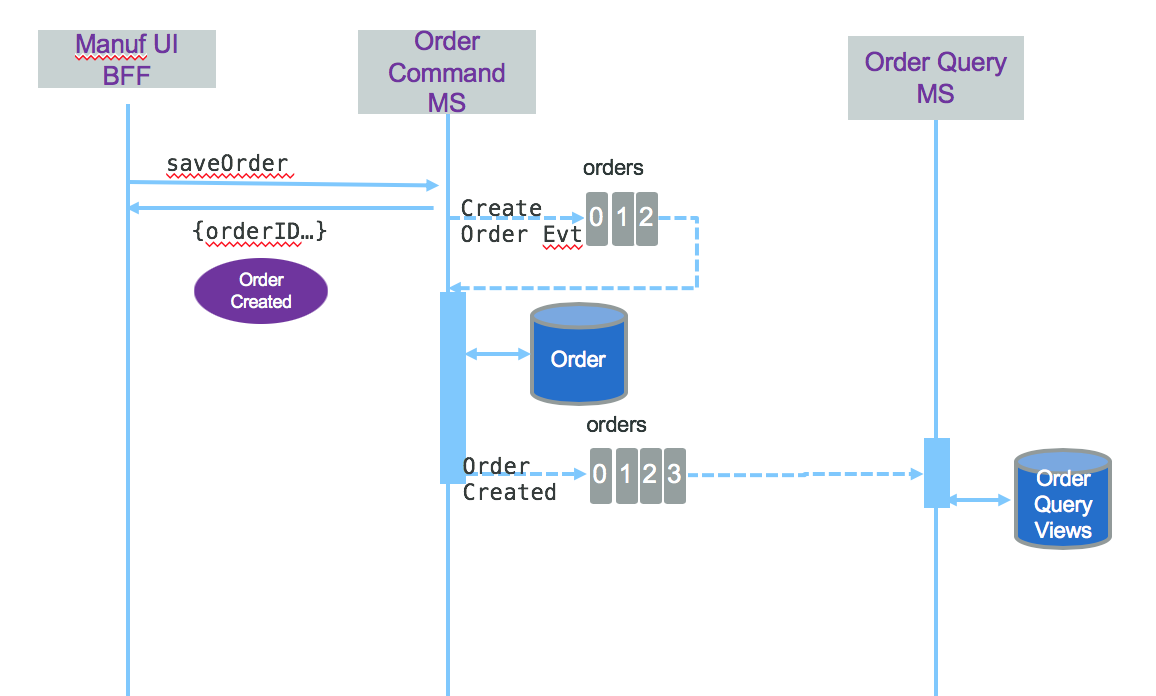 Manuf UI
BFF
Order
Command
MS
Order Query
MS
saveOrder
{orderID…}
Order
Created
orders
Create
Order Evt
0 1 2
Order
orders
Order
Created
0 1 2 3
Order
Query
Views